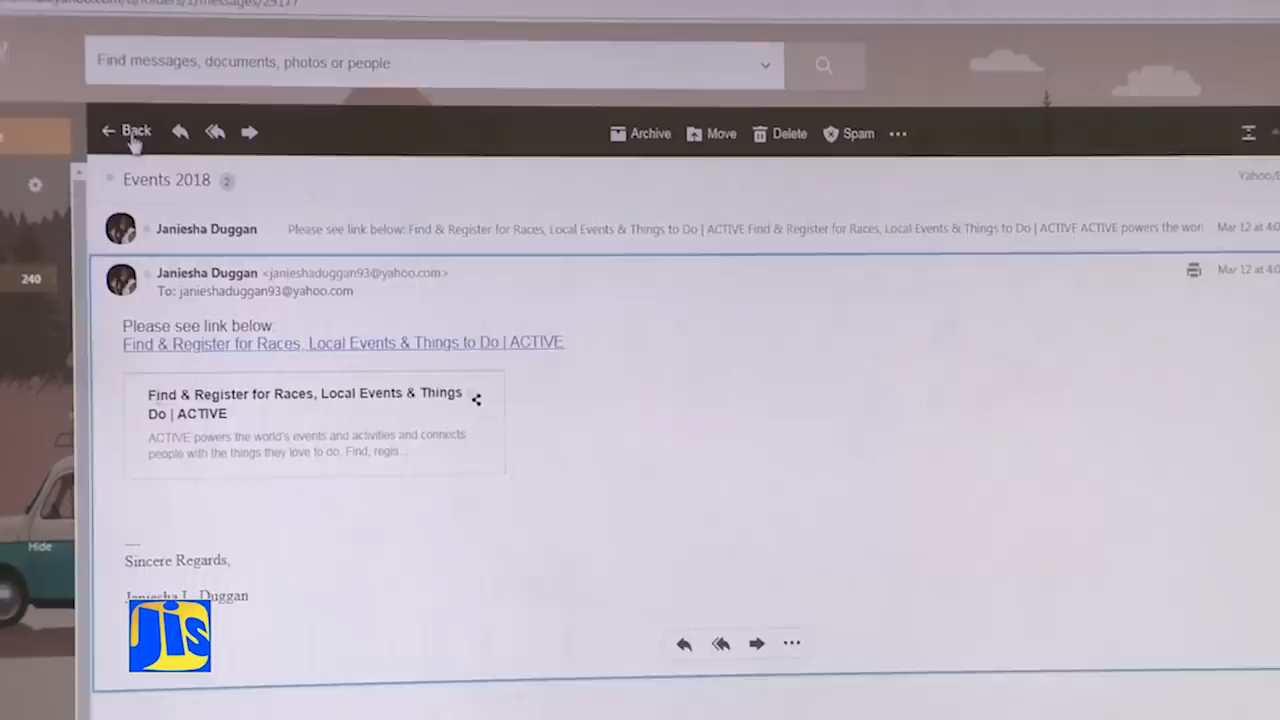 Find messages, documents, photos or people
Back
Archive
Move
Delete
Spam
Events 2018 2
Janiesha Duggan Please see link below: Find & Register for Races, Local Events & Things to Do | ACTIVE Find & Register for Races, Local Events & Things to Do | ACTIVE ACTIVE powers the worl Mar 12 at 4:0
Janiesha Duggan <janieshaduggan93@yahoo.com> Mar 12 at 4:0
To: janieshaduggan93@yahoo.com
240
Please see link below:
Find & Register for Races, Local Events & Things to Do | ACTIVE
Find & Register for Races, Local Events & Things
Do | ACTIVE
ACTIVE powers the world's events and activities and connects
people with the things they love to do. Find, regis...
Hide
Sincere Regards,
Janiesha L. Duggan
Jis